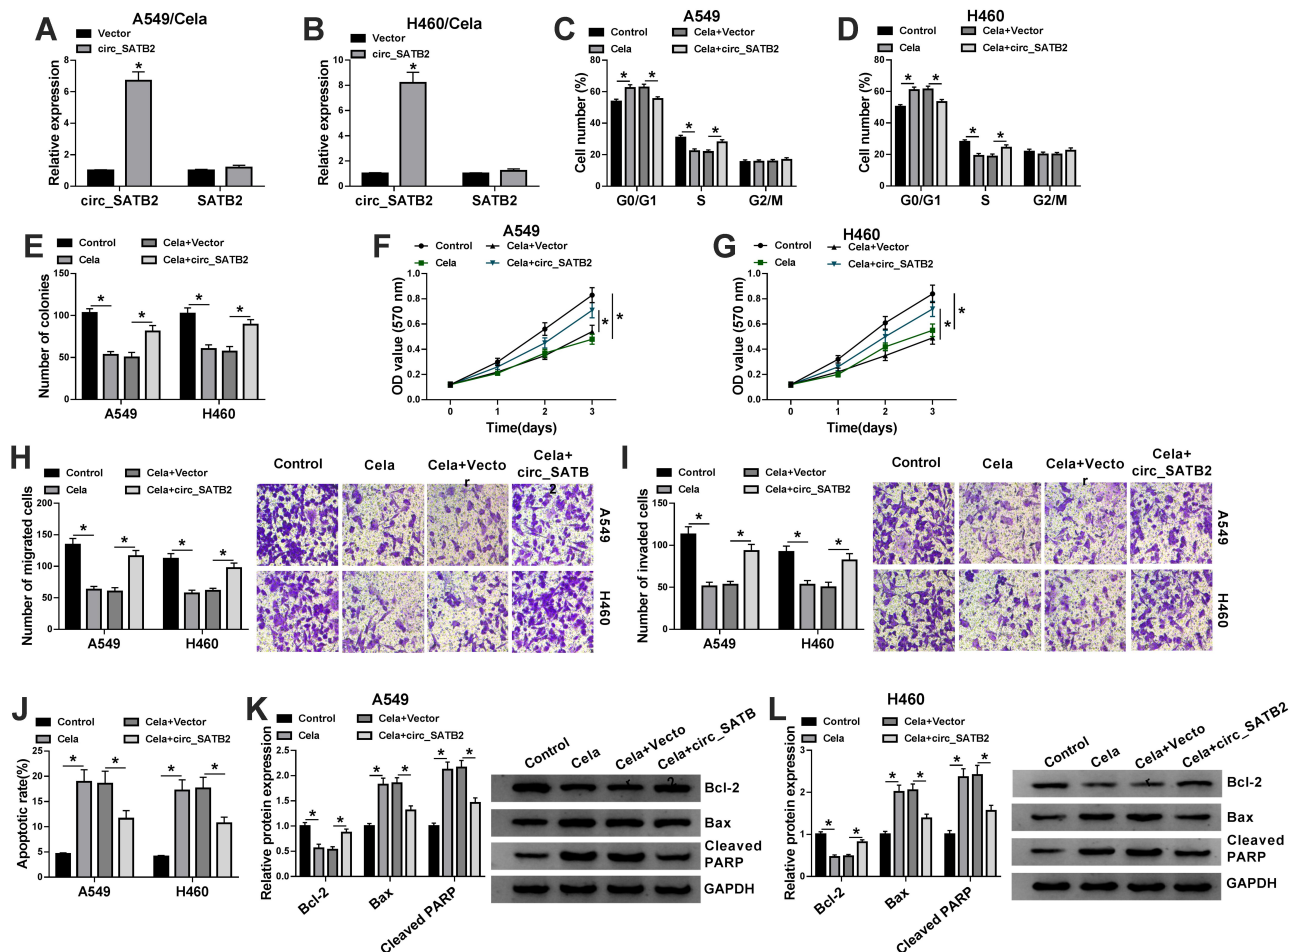 A
A549/Cela
Vector
circ_SATB2
Relative expression
8
6
4
2
0
*
circ_SATB2
SATB2
B
H460/Cela
Vector
circ_SATB2
Relative expression
10
8
6
4
2
0
*
circ_SATB2
SATB2
C
A549
Control
Cela+Vector
Cela
Cela+circ_SATB2
Cell number (%)
80
60
40
20
0
* *
* *
G0/G1
S
G2/M
D
H460
Control
Cela+Vector
Cela
Cela+circ_SATB2
Cell number (%)
80
60
40
20
0
* *
* *
G0/G1
S
G2/M
E
Control
Cela+Vector
Cela
Cela+circ_SATB2
Number of colonies
150
100
50
0
* *
* *
A549
H460
F
A549
Control
Cela+Vector
Cela
Cela+circ_SATB2
OD value (570 nm)
1.0
0.8
0.6
0.4
0.2
0.0
* *
0 1 2 3
Time(days)
G
H460
Control
Cela+Vector
Cela
Cela+circ_SATB2
OD value (570 nm)
1.0
0.8
0.6
0.4
0.2
0.0
* *
0 1 2 3
Time(days)
H
Control
Cela+Vector
Cela
Cela+circ_SATB2
Number of migrated cells
200
150
100
50
0
* *
* *
A549
H460
Control
Cela
Cela+Vecto
r
Cela+
circ_SATB
2
A549
H460
I
Control
Cela+Vector
Cela
Cela+circ_SATB2
Number of invaded cells
150
100
50
0
* *
* *
A549
H460
Control
Cela
Cela+Vecto
r
Cela+
circ_SATB2
A549
H460
J
Control
Cela+Vector
Cela
Cela+circ_SATB2
Apoptotic rate(%)
25
20
15
10
5
0
* *
* *
A549
H460
K
A549
Control
Cela+Vector
Cela
Cela+circ_SATB2
Relative protein expression
2.5
2.0
1.5
1.0
0.5
0.0
* *
* *
* *
Bcl-2
Bax
Cleaved PARP
Control
Cela
Cela+Vecto
r
Cela+circ_SATB
2
Bcl-2
Bax
Cleaved
PARP
GAPDH
L
H460
Control
Cela+Vector
Cela
Cela+circ_SATB2
Relative protein expression
3
2
1
0
* *
* *
* *
Bcl-2
Bax
Cleaved PARP
Control
Cela
Cela+Vecto
r
Cela+circ_SATB2
Bcl-2
Bax
Cleaved
PARP
GAPDH